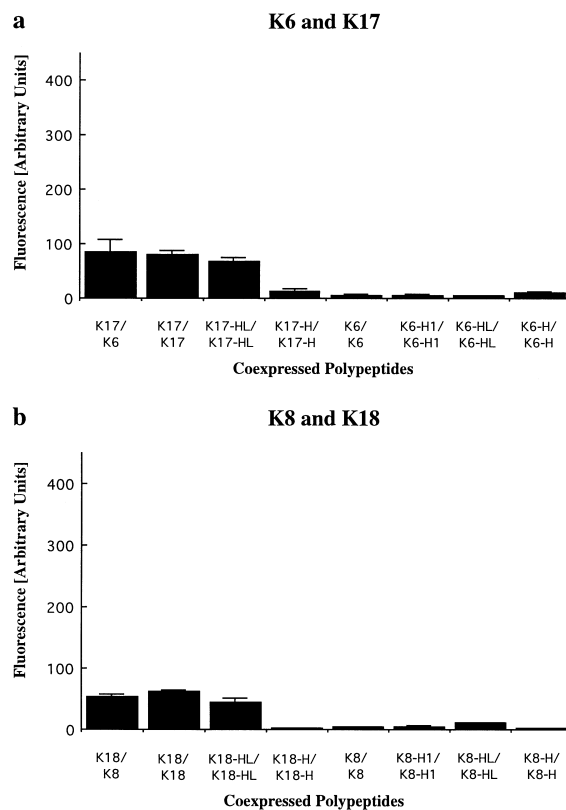 a
K6 and K17
Fluorescence [Arbitrary Units]
400
300
200
100
0
K17/ K17/ K17-HL/ K17-H/ K6/ K6-H1/ K6-HL/ K6-H/
K6 K17 K17-HL K17-H K6 K6-H1 K6-HL K6-H
Coexpressed Polypeptides
b
K8 and K18
Fluorescence [Arbitrary Units]
400
300
200
100
0
K18/ K18/ K18-HL/ K18-H/ K8/ K8-H1/ K8-HL/ K8-H/
K8 K18 K18-HL K18-H K8 K8-H1 K8-HL K8-H
Coexpressed Polypeptides